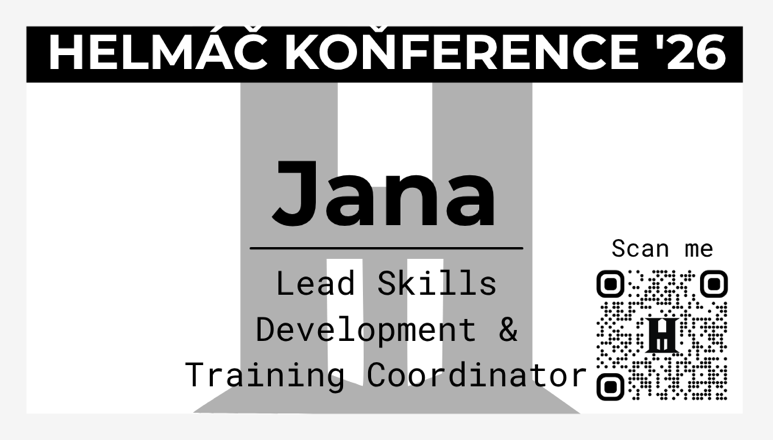 HELMÁČ KOŇFERENCE '26
Jana
Lead Skills
Development &
Training Coordinator
Scan me
H